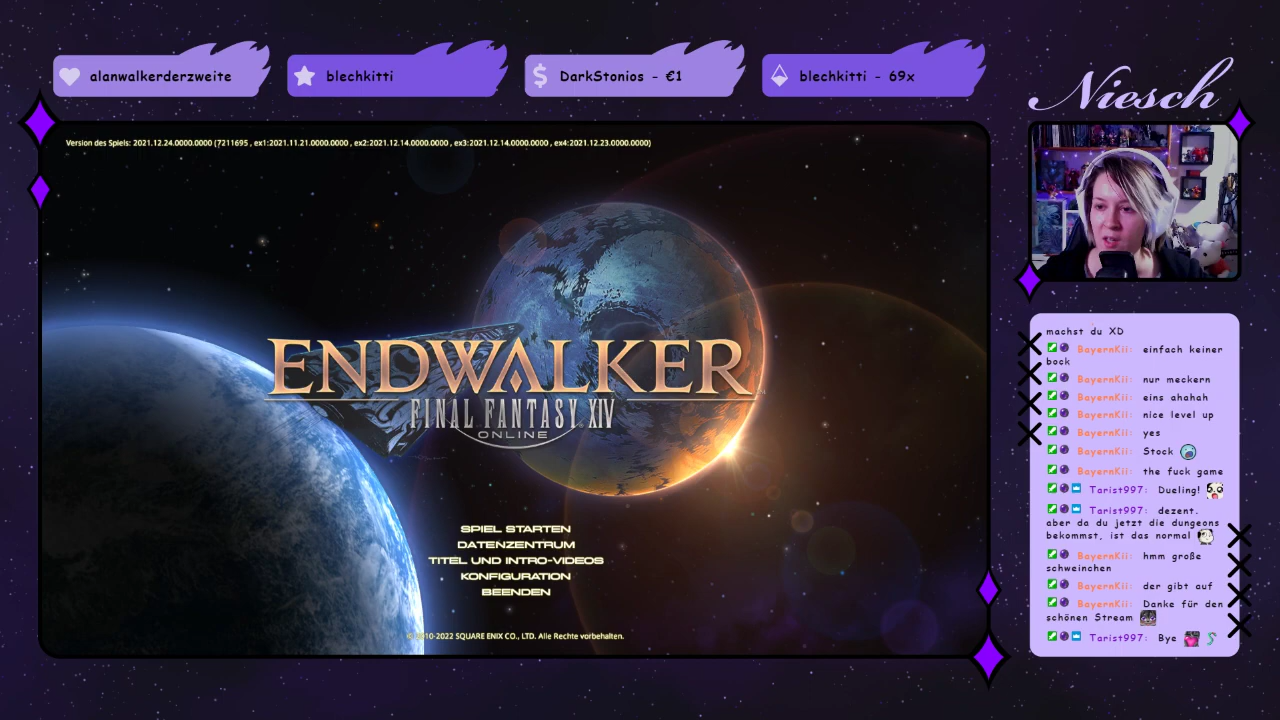 alanwalkerderzweite
blechkitti
DarkStonios - €1
blechkitti - 69x
Niesch
Version des Spiels: 2021.12.24.0000.0000 (7211695 , ex1:2021.11.21.0000.0000 , ex2:2021.12.14.0000.0000 , ex3:2021.12.14.0000.0000 , ex4:2021.12.23.0000.0000)
ENDWALKER
FINAL FANTASY XIV
ONLINE
SPIEL STARTEN
DATENZENTRUM
TITEL UND INTRO-VIDEOS
KONFIGURATION
BEENDEN
© 2010-2022 SQUARE ENIX CO., LTD. Alle Rechte vorbehalten.
machst du XD
BayernKii: einfach keiner
bock
BayernKii: nur meckern
BayernKii: eins ahahah
BayernKii: nice level up
BayernKii: yes
BayernKii: Stock
BayernKii: the fuck game
Tarist997: Dueling!
Tarist997: dezent.
aber da du jetzt die dungeons
bekommst, ist das normal
BayernKii: hmm große
schweinchen
BayernKii: der gibt auf
BayernKii: Danke für den
schönen Stream
Tarist997: Bye